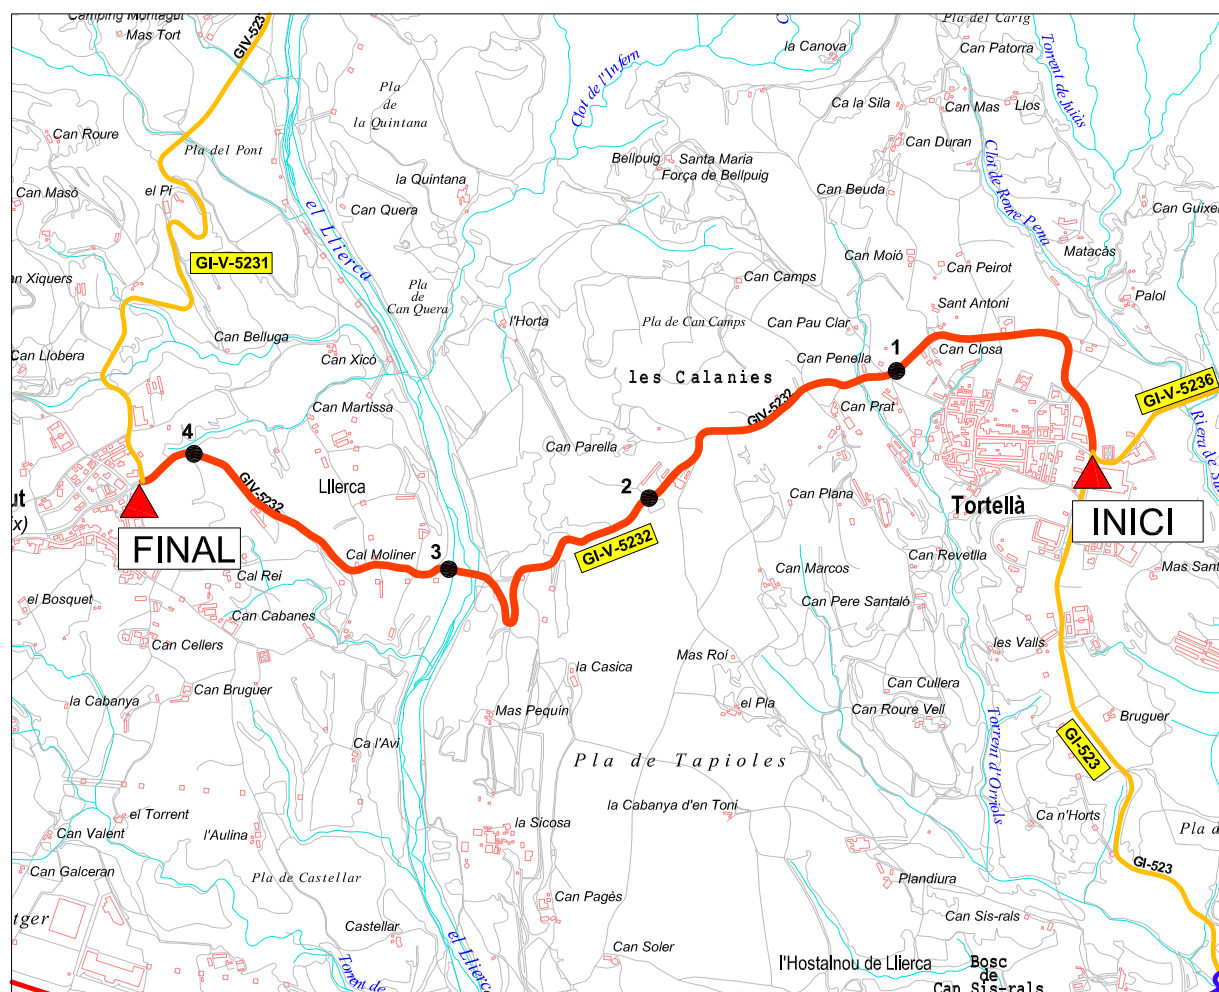 Camping Montagut
Mas Tort
GIV-5231
Pla del Carig
la Canova
Can Patorra
Torrent de Juiàs
Clot de l'Infern
Pla
de
la Quintana
Ca la Sila
Can Mas
Llos
Can Roure
Pla del Pont
Can Duran
Clot de Roure Pena
Bellpuig
Santa Maria
Força de Bellpuig
Can Masó
el Pi
la Quintana
Can Beuda
Can Quera
el Llierca
Matacàs
GI-V-5231
Can Moió
Can Peirot
Can Camps
Pla
de
Can Quera
Palol
Sant Antoni
l'Horta
Pla de Can Camps
Can Pau Clar
Can Belluga
Can Llobera
Can Xicó
Can Penella
1
Can Closa
les Calanies
GI-V-5236
GIV-5232
Can Martissa
Can Prat
4
Can Parella
Llierca
2
Can Plana
Tortellà
INICI
GIV-5232
FINAL
GI-V-5232
Cal Moliner
3
Can Revetlla
Cal Rei
Can Marcos
el Bosquet
Can Cabanes
Can Pere Santaló
Can Cellers
les Valls
la Casica
Mas Roi
Can Bruguer
Can Cullera
la Cabanya
Mas Pequín
el Pla
Can Roure Vell
Bruguer
Torrent d'Orriols
Ca l'Avi
GI-523
Pla de Tapioles
la Cabanya d'en Toni
el Torrent
Can Valent
l'Aulina
la Sicosa
Ca n'Horts
Can Galceran
Pla de Castellar
GI-523
Plandiura
Can Pagès
Castellar
Can Sis-rals
el Llierca
Can Soler
l'Hostalnou de Llierca
Bosc
de
Can Sis-rals
Torrent de